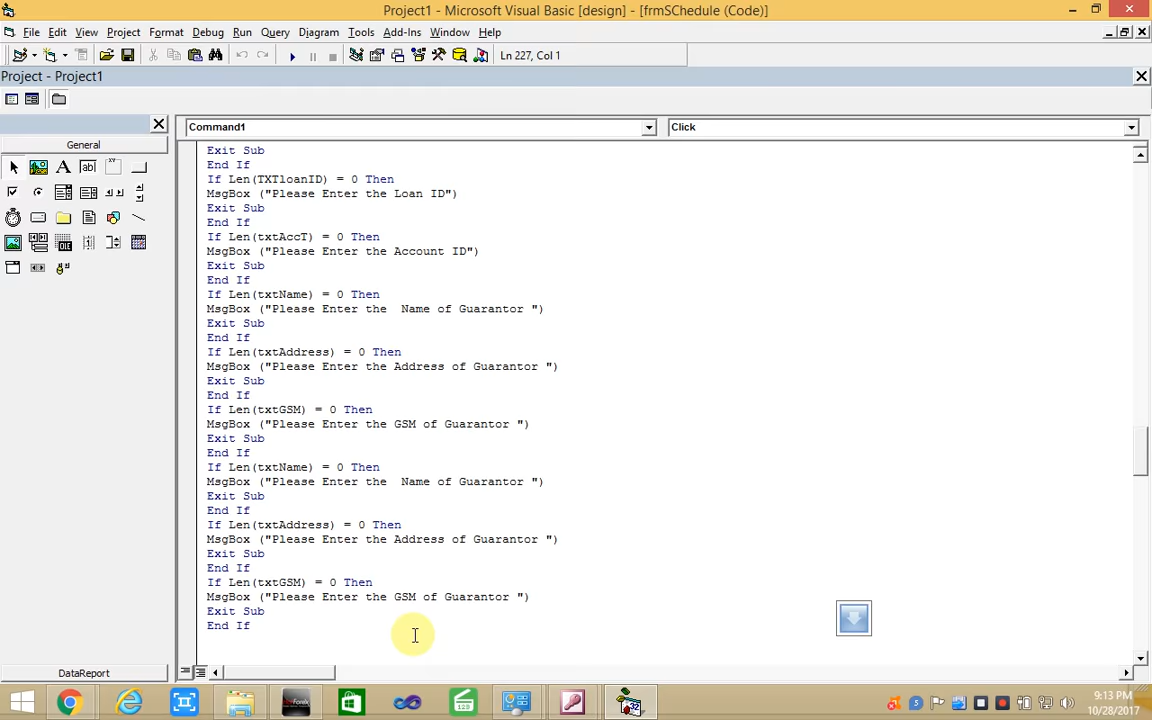 Project1 - Microsoft Visual Basic [design] - [frmSChedule (Code)]
File Edit View Project Format Debug Run Query Diagram Tools Add-Ins Window Help
Ln 227, Col 1
Project - Project1
Command1
Click
General
Exit Sub
End If
If Len(TXTloanID) = 0 Then
MsgBox ("Please Enter the Loan ID")
Exit Sub
End If
If Len(txtAccT) = 0 Then
MsgBox ("Please Enter the Account ID")
Exit Sub
End If
If Len(txtName) = 0 Then
MsgBox ("Please Enter the  Name of Guarantor ")
Exit Sub
End If
If Len(txtAddress) = 0 Then
MsgBox ("Please Enter the Address of Guarantor ")
Exit Sub
End If
If Len(txtGSM) = 0 Then
MsgBox ("Please Enter the GSM of Guarantor ")
Exit Sub
End If
If Len(txtName) = 0 Then
MsgBox ("Please Enter the  Name of Guarantor ")
Exit Sub
End If
If Len(txtAddress) = 0 Then
MsgBox ("Please Enter the Address of Guarantor ")
Exit Sub
End If
If Len(txtGSM) = 0 Then
MsgBox ("Please Enter the GSM of Guarantor ")
Exit Sub
End If
DataReport
9:13 PM
10/28/2017